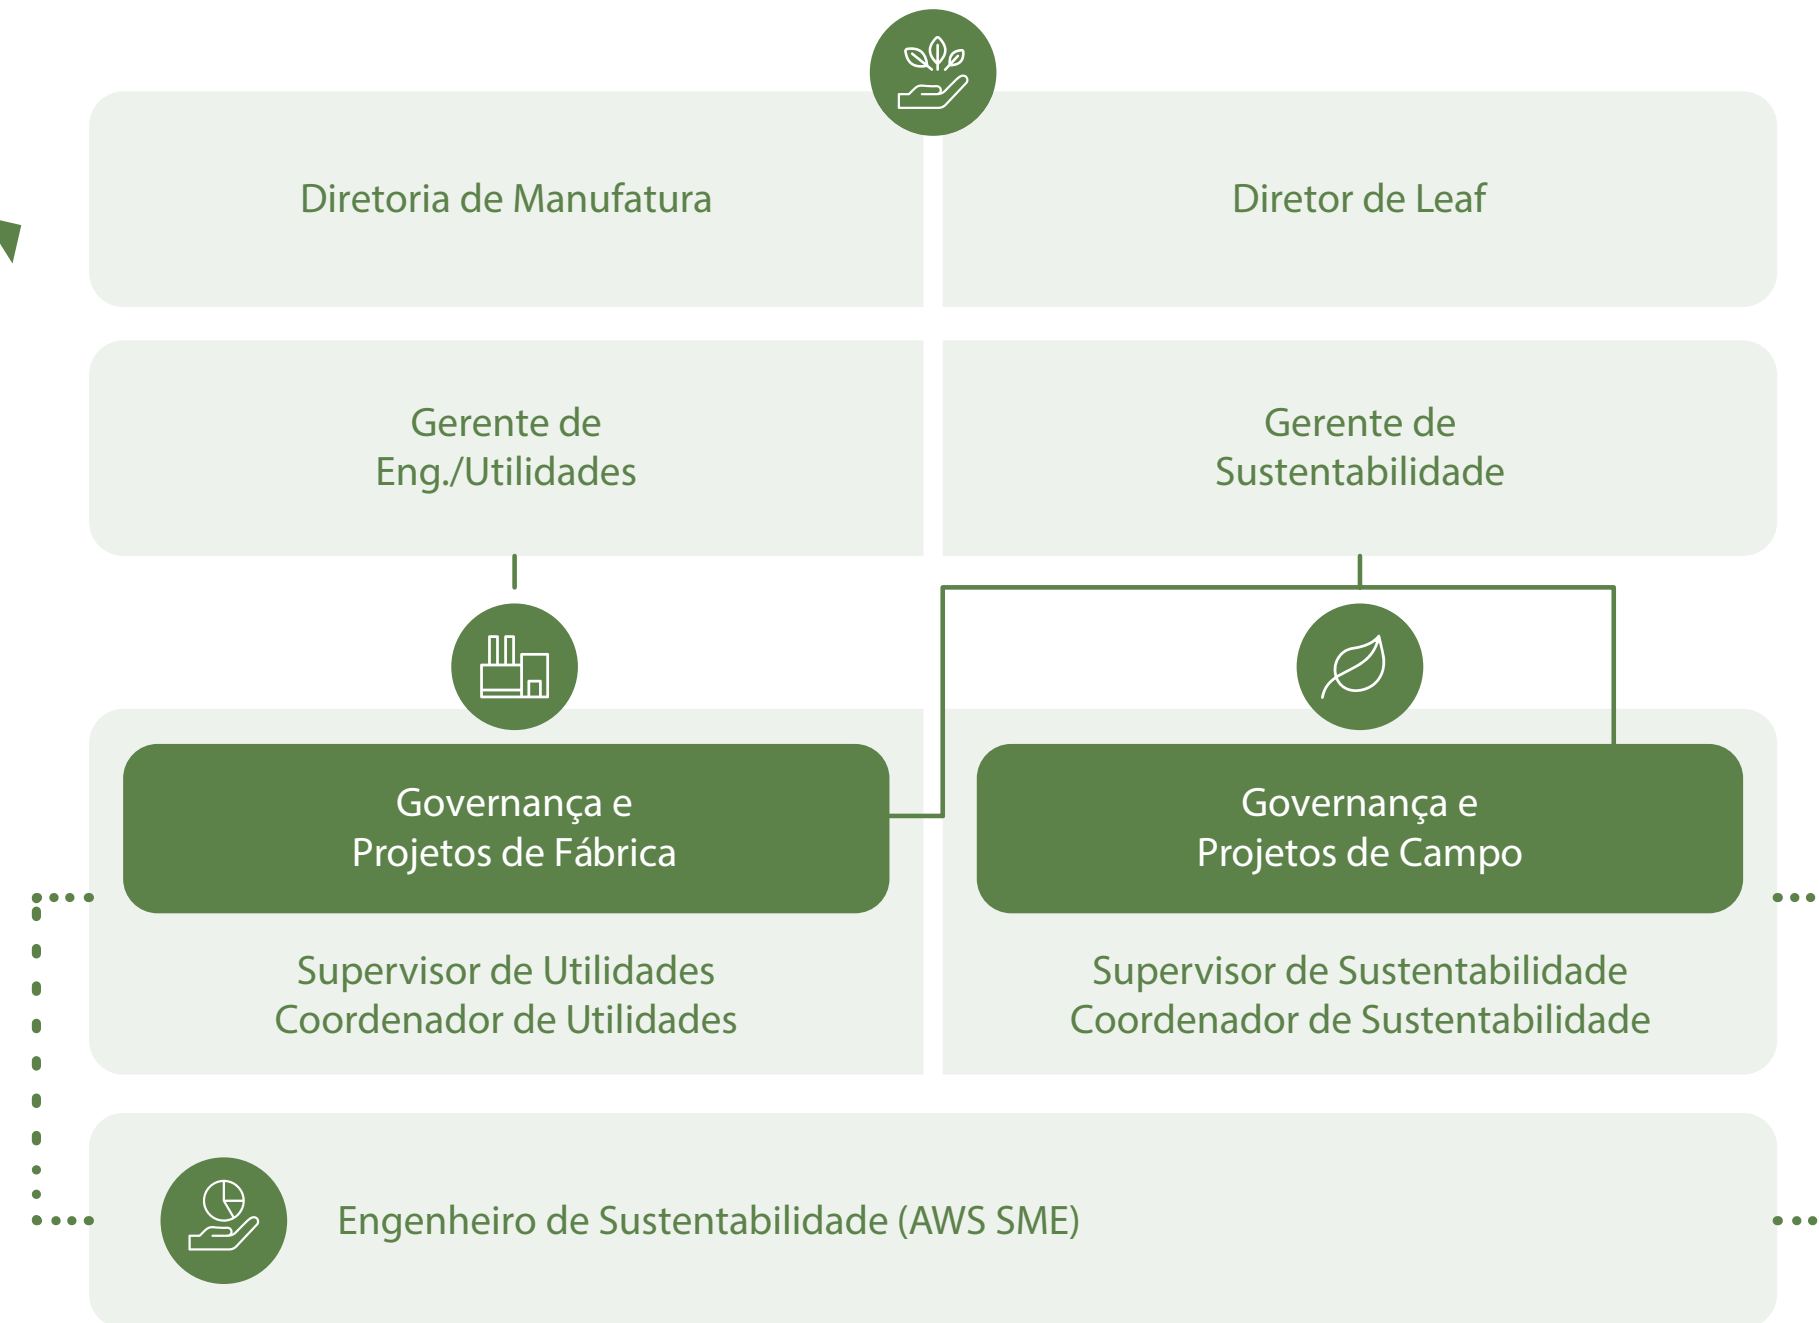 Diretoria de Manufatura
Diretor de Leaf
Gerente de
Eng./Utilidades
Gerente de
Sustentabilidade
Governança e
Projetos de Fábrica
Governança e
Projetos de Campo
Supervisor de Utilidades
Coordenador de Utilidades
Supervisor de Sustentabilidade
Coordenador de Sustentabilidade
Engenheiro de Sustentabilidade (AWS SME)